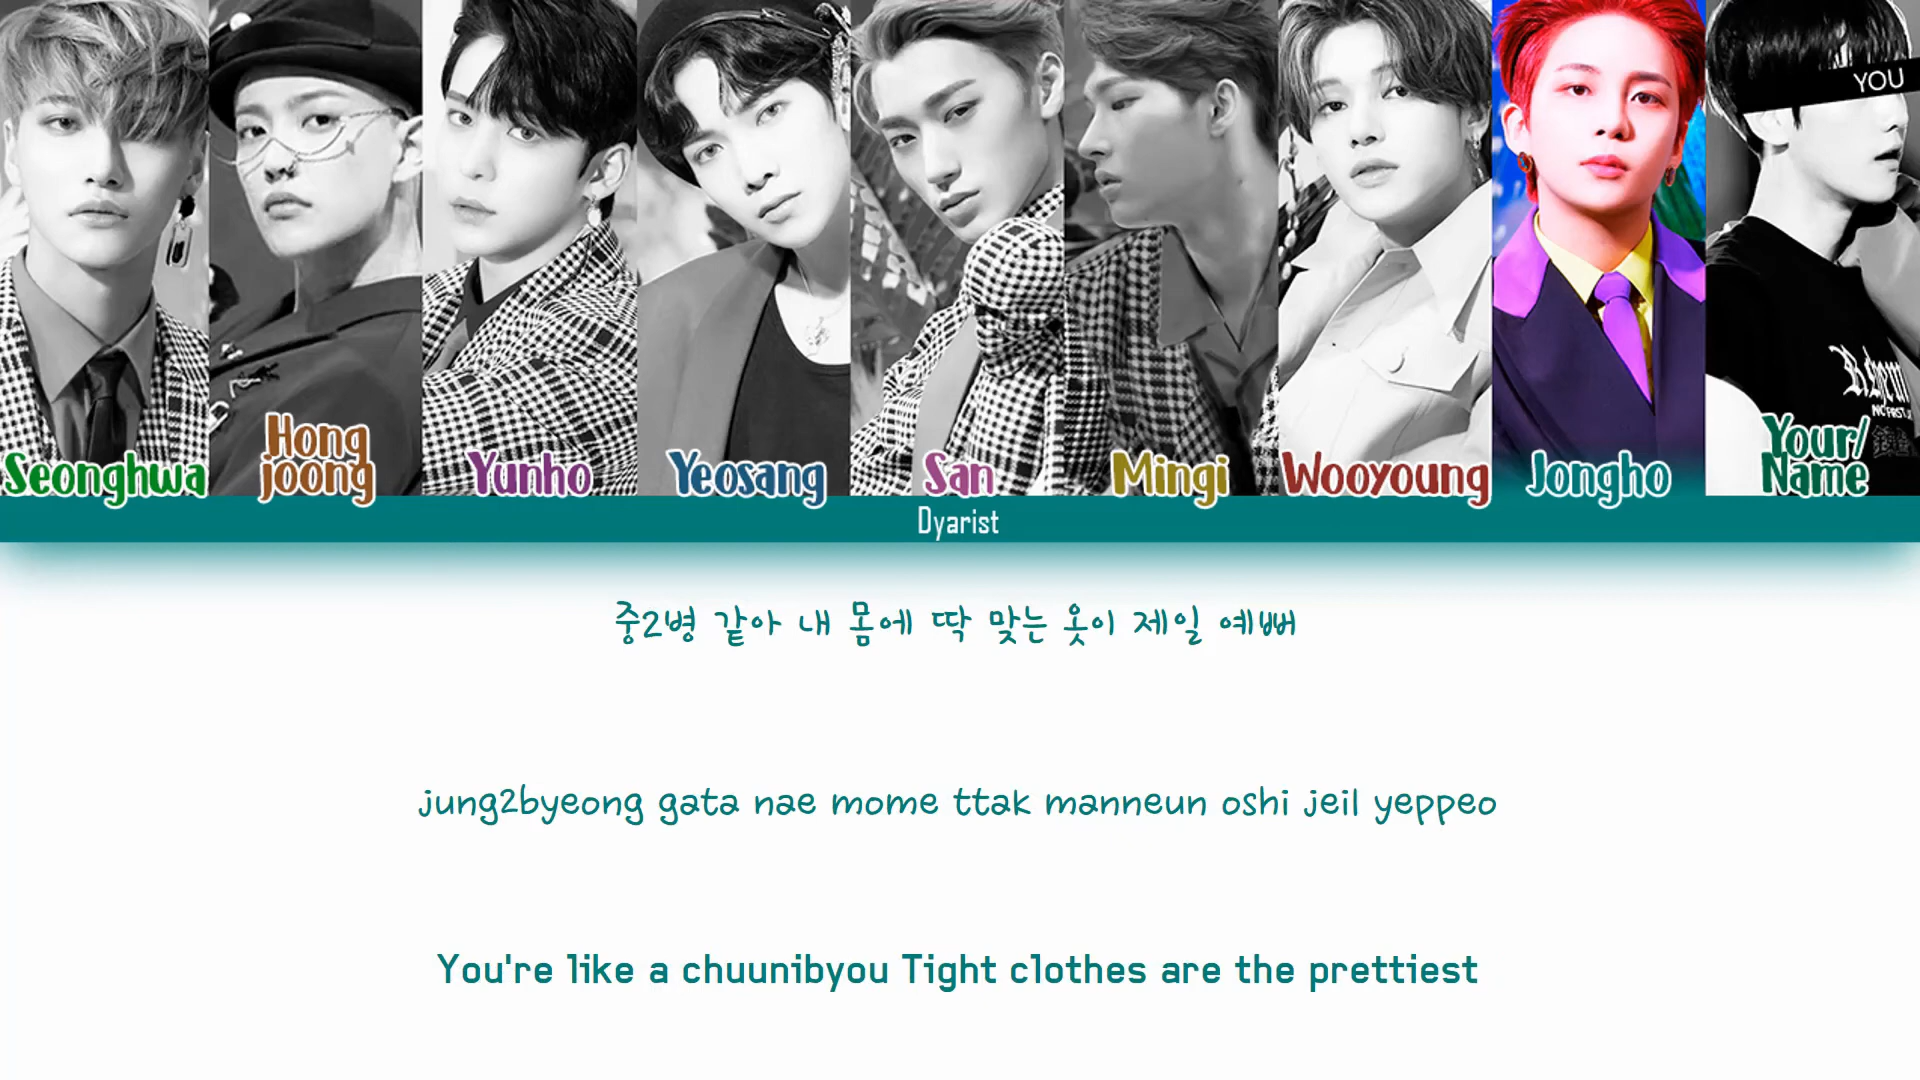 YOU
Seonghwa
Hong
joong
Yunho
Yeosang
San
Mingi
Wooyoung
Jongho
Your/
Name
Dyarist
중2병 같아 내 몸에 딱 맞는 옷이 제일 예뻐
jung2byeong gata nae mome ttak manneun oshi jeil yeppeo
You're like a chuunibyou Tight clothes are the prettiest